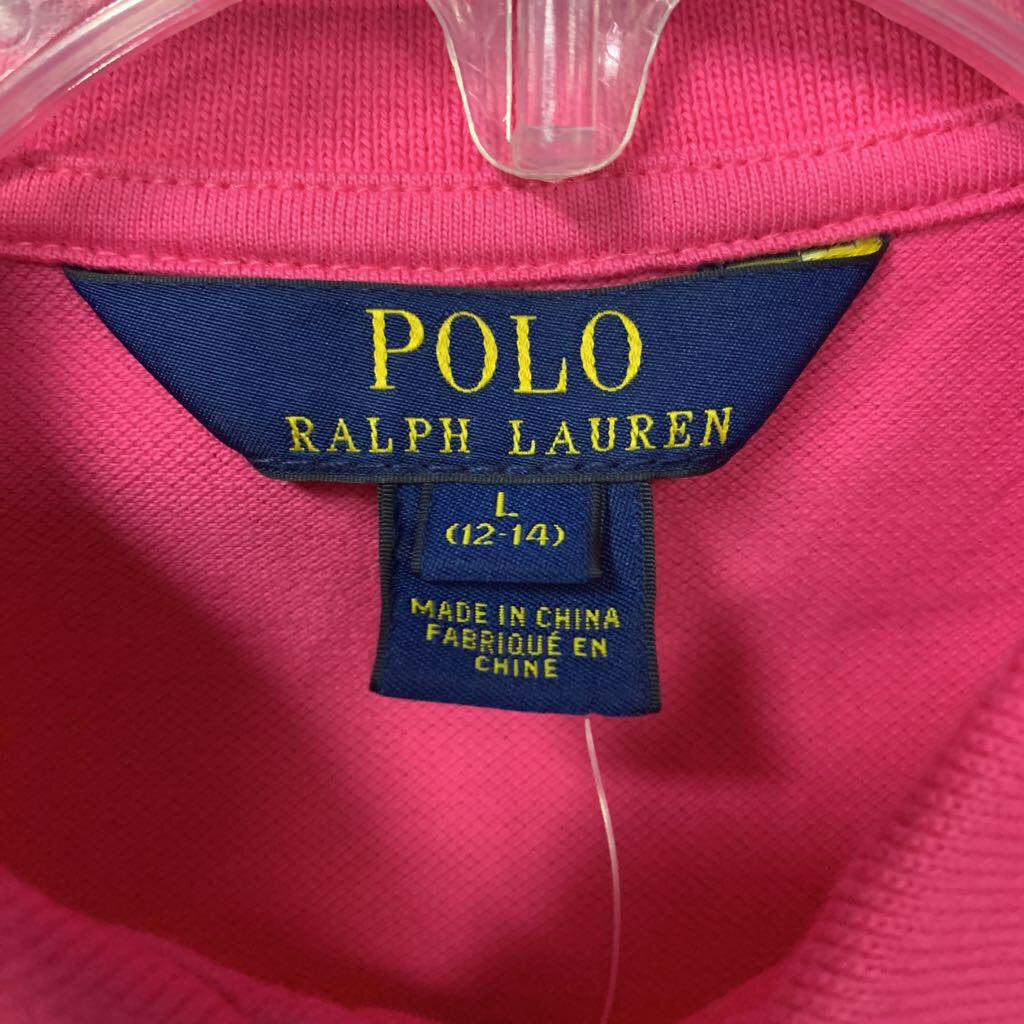 POLO
RALPH LAUREN
L
(12-14)
MADE IN CHINA
FABRIQUÉ EN
CHINE